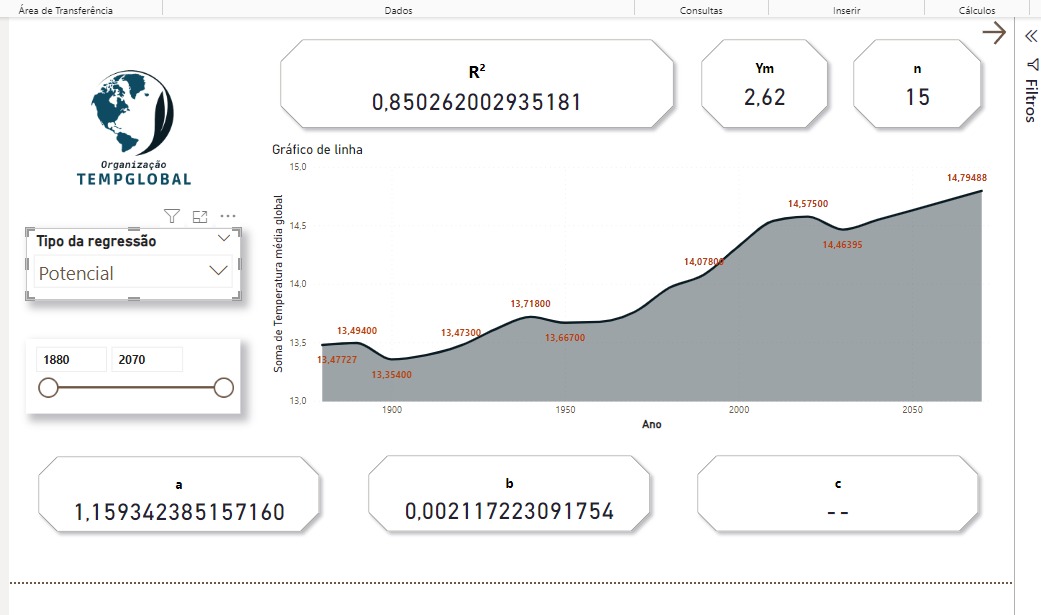 Área de Transferência
Dados
Consultas
Inserir
Cálculos
Organização
TEMPGLOBAL
R²
0,850262002935181
Ym
2,62
n
15
Filtros
Tipo da regressão
Potencial
1880
2070
Gráfico de linha
Soma de Temperatura média global
15.0
14.5
14.0
13.5
13.0
13,47727
13,49400
13,35400
13,47300
13,71800
13,66700
14,07800
14,57500
14,46395
14,79488
1900
1950
2000
2050
Ano
a
1,159342385157160
b
0,002117223091754
c
--